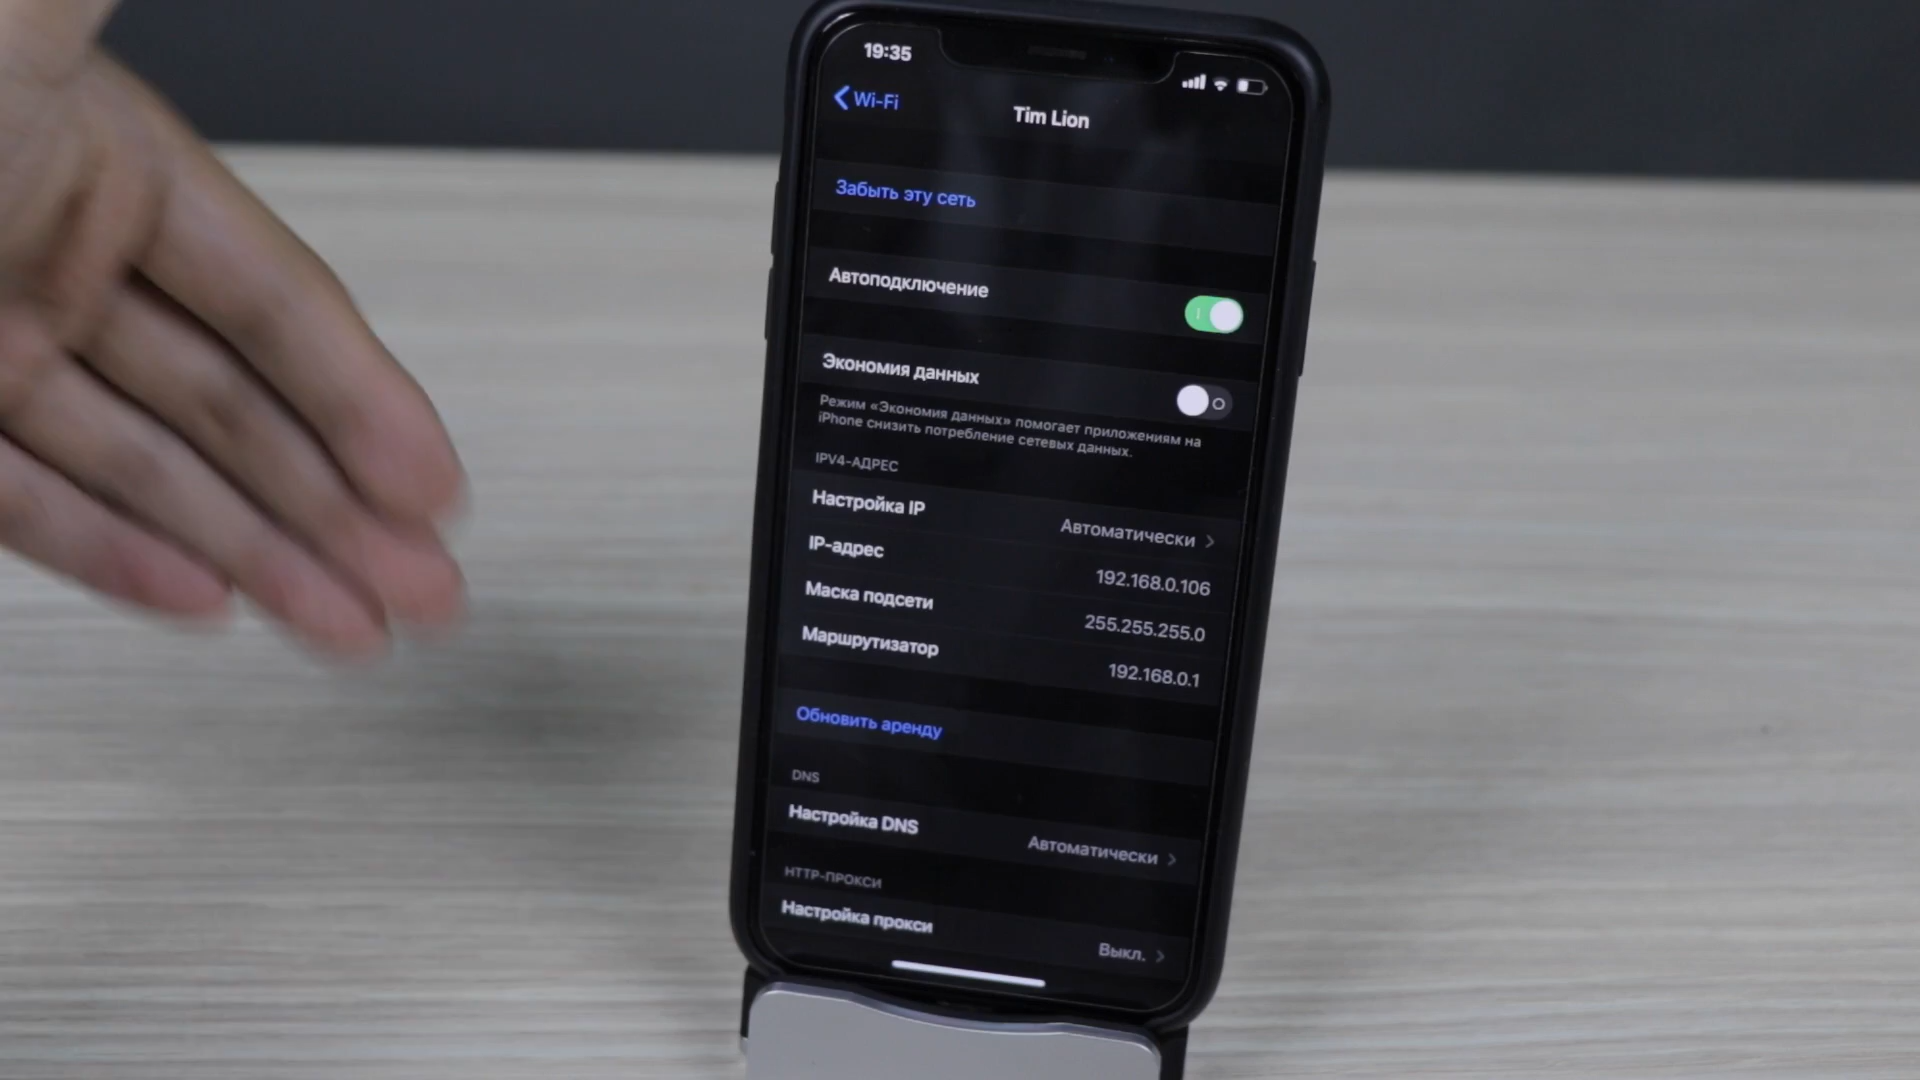 19:35
Wi-Fi
Tim Lion
Забыть эту сеть
Автоподключение
Экономия данных
Режим «Экономия данных» помогает приложениям на
iPhone снизить потребление сетевых данных.
IPV4-АДРЕС
Настройка IP Автоматически
IP-адрес 192.168.0.106
Маска подсети 255.255.255.0
Маршрутизатор 192.168.0.1
Обновить аренду
DNS
Настройка DNS Автоматически
HTTP-ПРОКСИ
Настройка прокси Выкл.